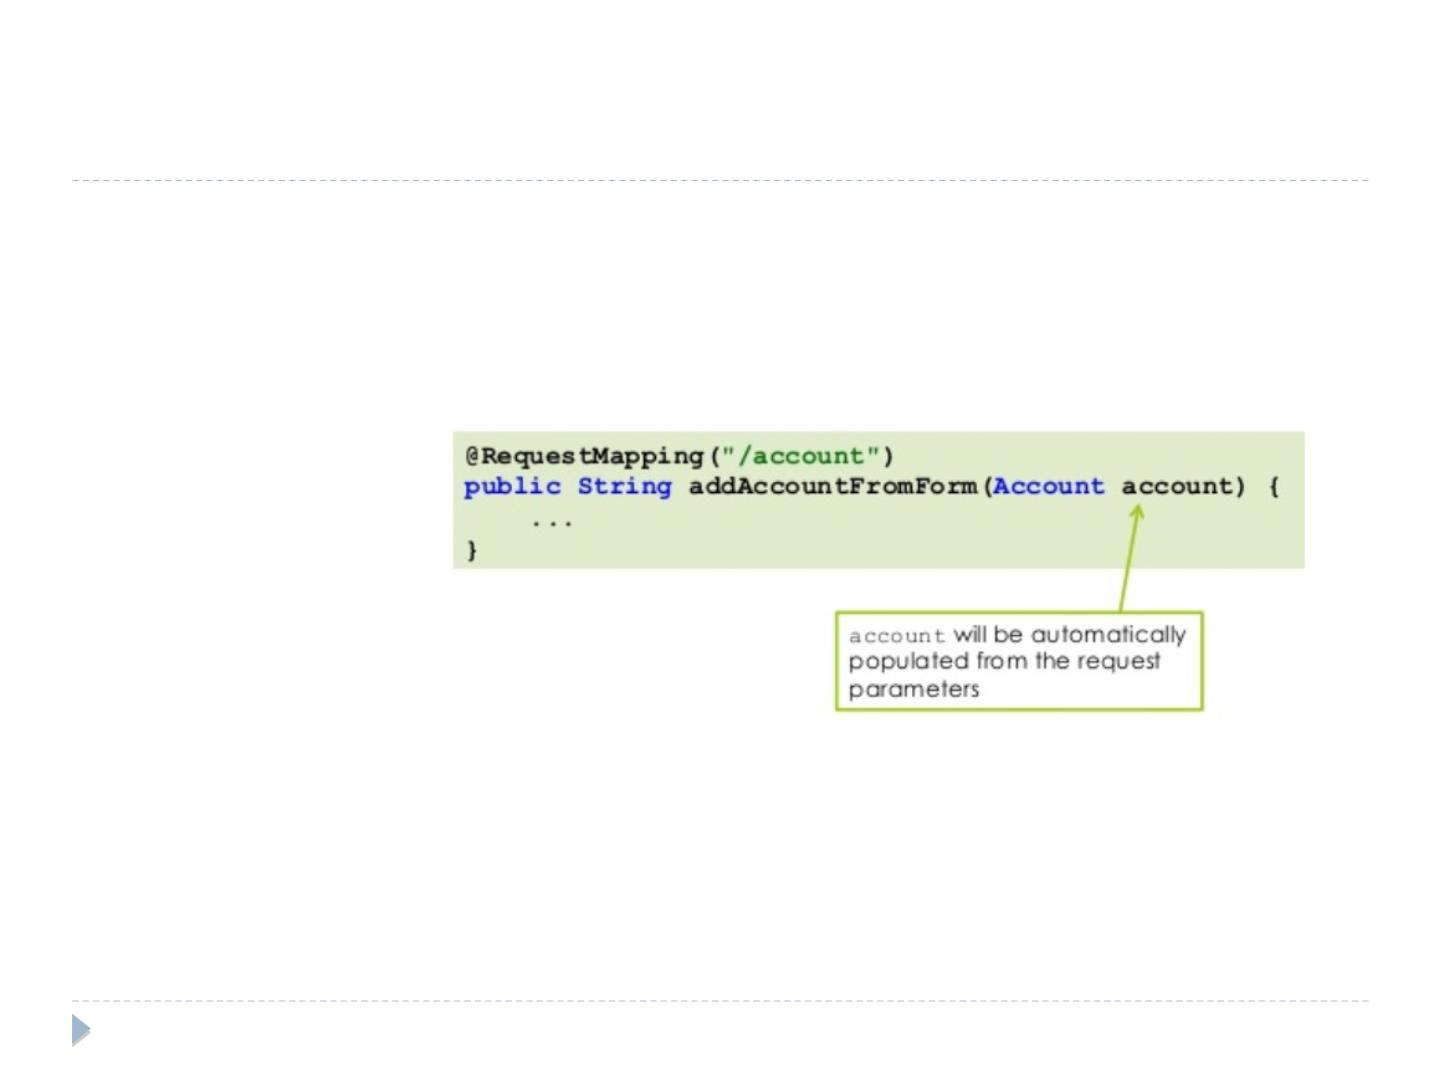 @RequestMapping("/account")
public String addAccountFromForm(Account account) {
...
}
account will be automatically
populated from the request
parameters